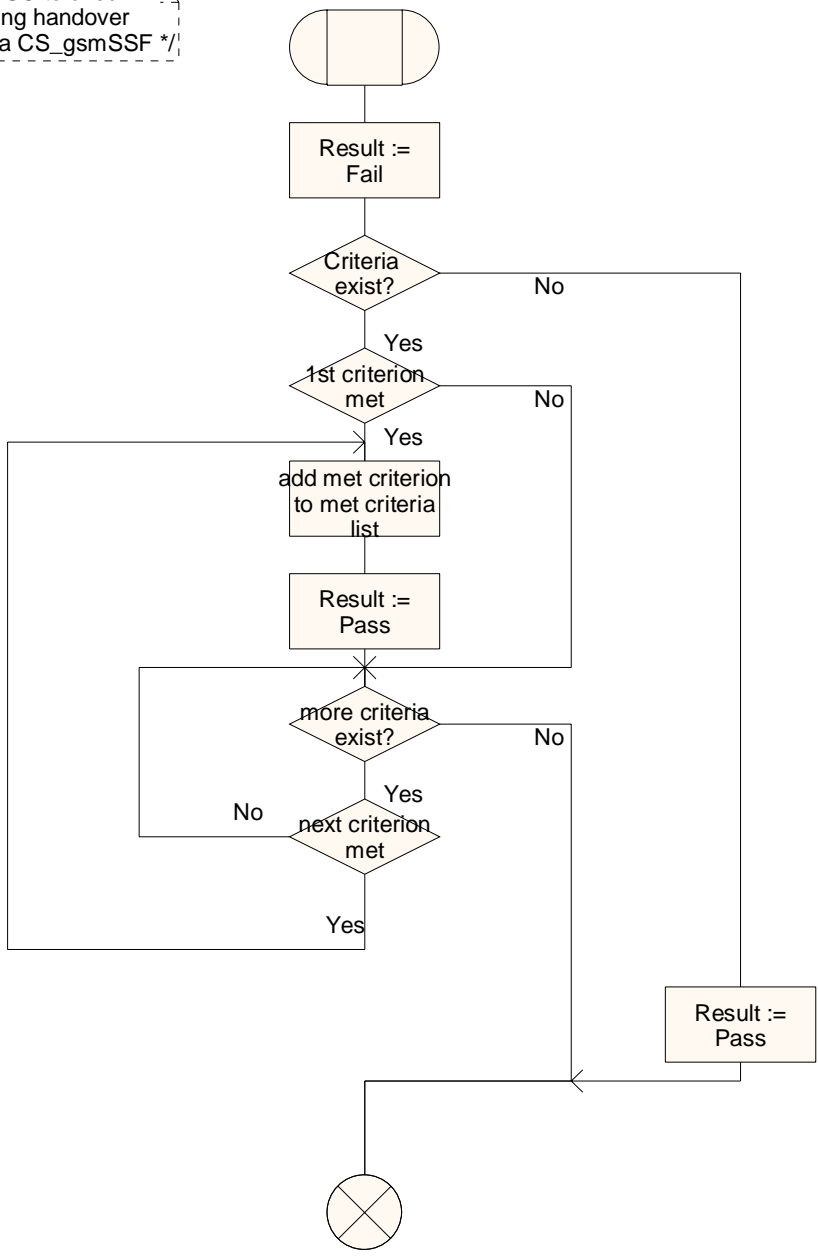 ng handover
a CS_gsmSSF */
Result :=
Fail
Criteria
exist?
No
Yes
1st criterion
met
No
Yes
add met criterion
to met criteria
list
Result :=
Pass
more criteria
exist?
No
Yes
No
next criterion
met
Yes
Result :=
Pass